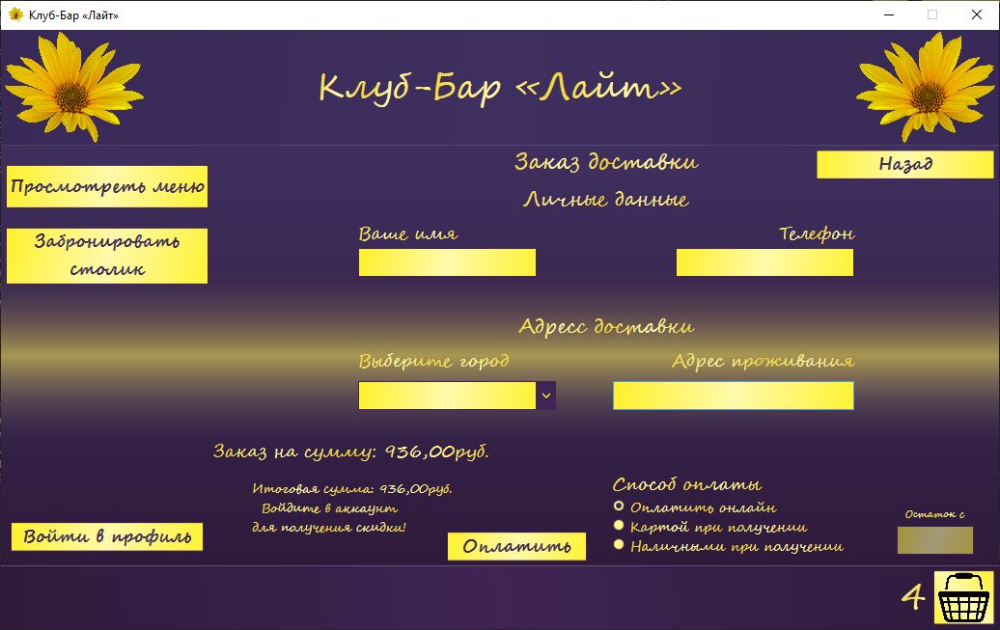 Клуб-Бар «Лайт»
Клуб-Бар «Лайт»
Заказ доставки
Назад
Просмотреть меню
Личные данные
Забронировать
столик
Ваше имя
Телефон
Адресс доставки
Выберите город
Адрес проживания
Заказ на сумму: 936,00руб.
Итоговая сумма: 936,00руб.
Войдите в аккаунт
для получения скидки!
Способ оплаты
Оплатить онлайн
Картой при получении
Наличными при получении
Остаток с
Войти в профиль
Оплатить
4